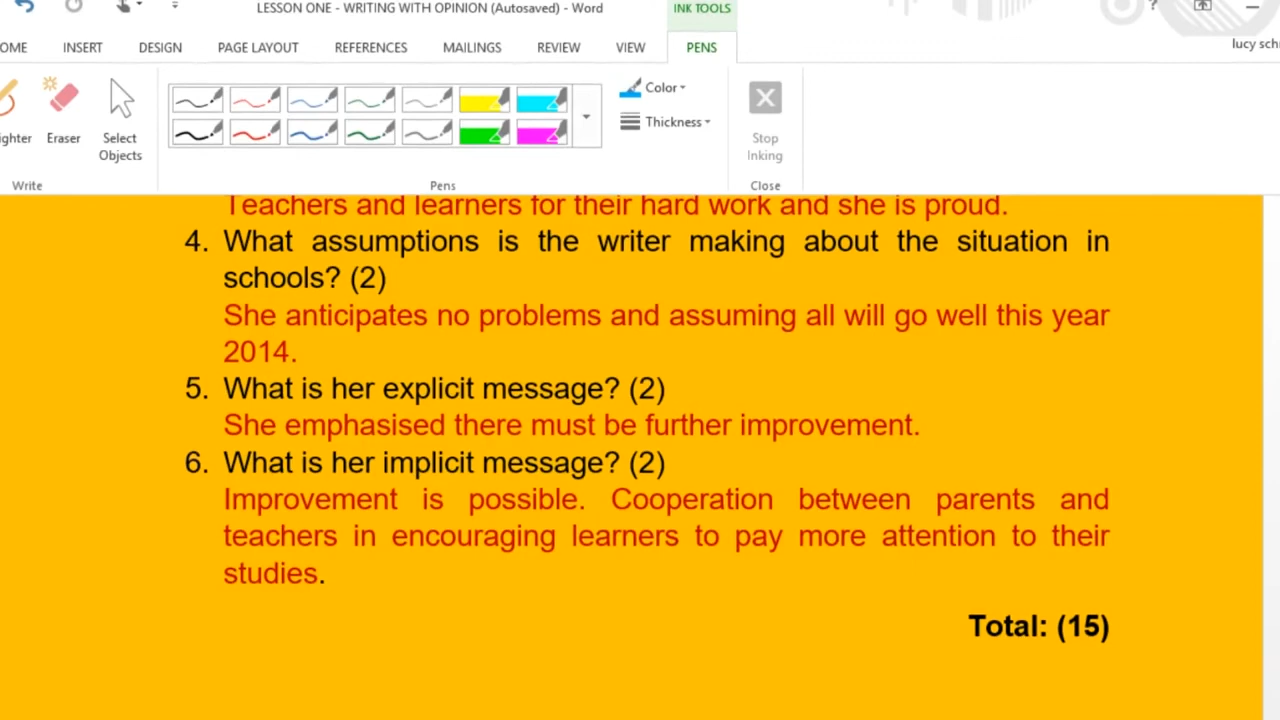 LESSON ONE - WRITING WITH OPINION (Autosaved) - Word
INK TOOLS
?
OME
INSERT
DESIGN
PAGE LAYOUT
REFERENCES
MAILINGS
REVIEW
VIEW
PENS
lucy sch
ghter
Eraser
Select
Objects
Color
Thickness
Stop
Inking
Write
Pens
Close
Teachers and learners for their hard work and she is proud.
4. What assumptions is the writer making about the situation in
schools? (2)
She anticipates no problems and assuming all will go well this year
2014.
5. What is her explicit message? (2)
She emphasised there must be further improvement.
6. What is her implicit message? (2)
Improvement is possible. Cooperation between parents and
teachers in encouraging learners to pay more attention to their
studies.
Total: (15)